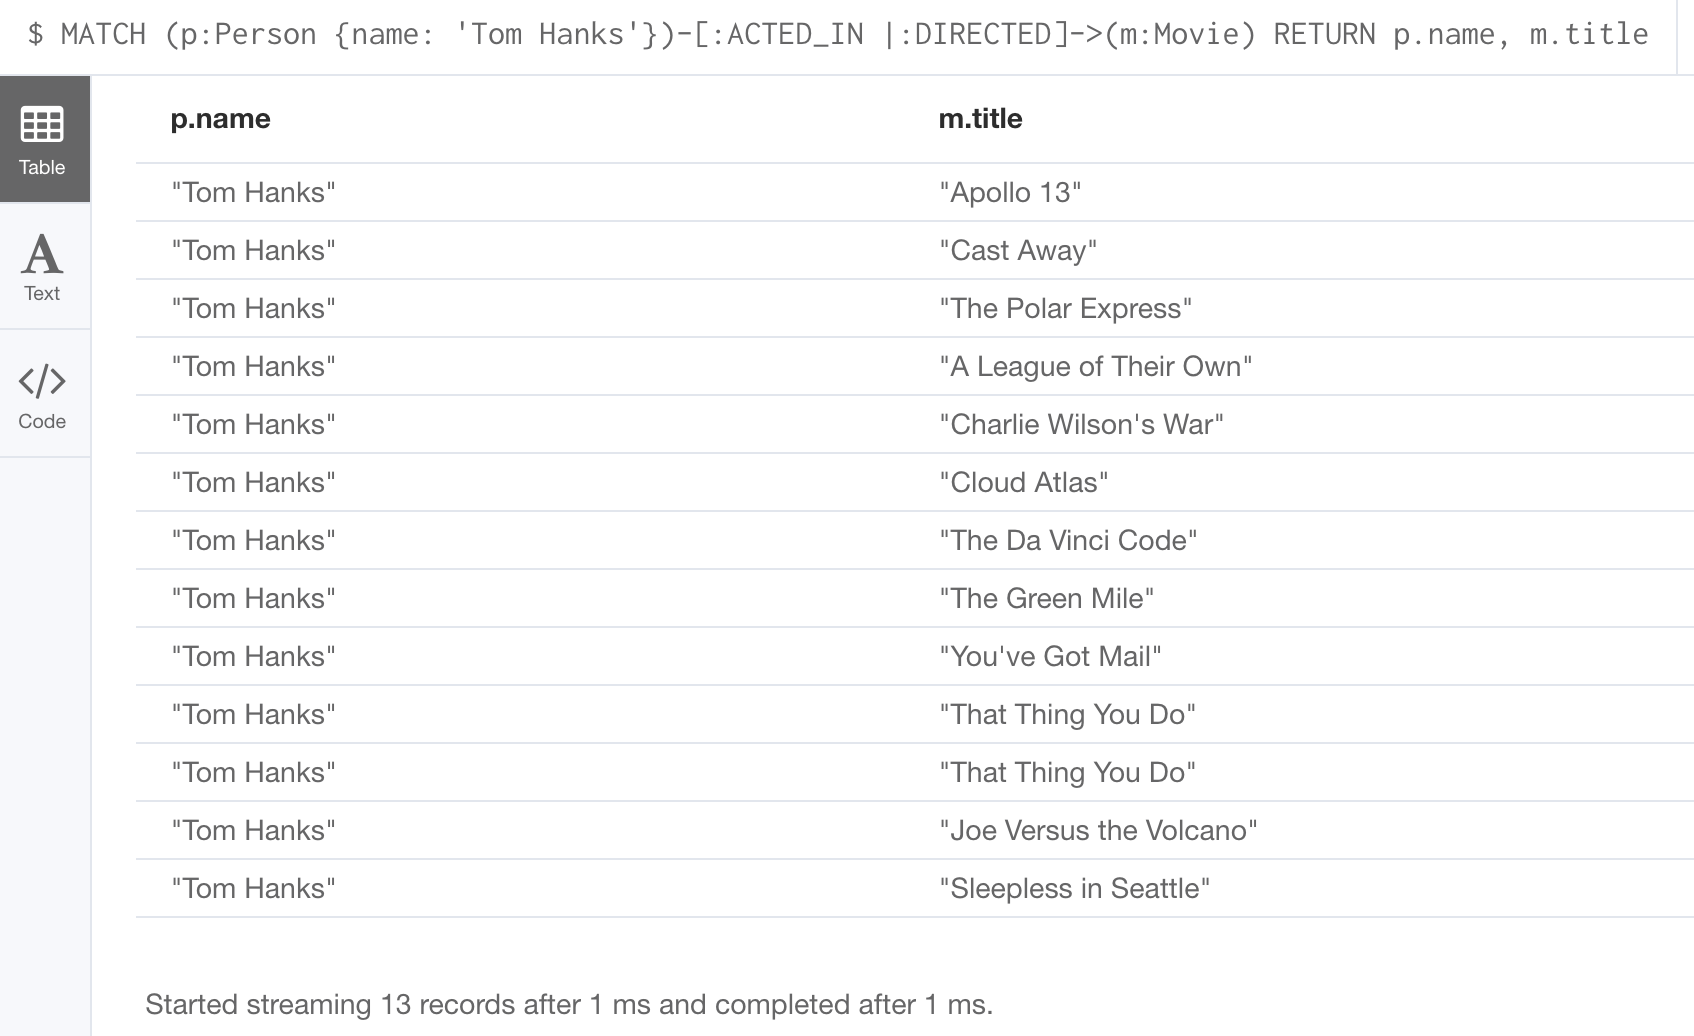 $ MATCH (p:Person {name: 'Tom Hanks'})-[:ACTED_IN |:DIRECTED]->(m:Movie) RETURN p.name, m.title
Table
Text
Code
p.name m.title
"Tom Hanks" "Apollo 13"
"Tom Hanks" "Cast Away"
"Tom Hanks" "The Polar Express"
"Tom Hanks" "A League of Their Own"
"Tom Hanks" "Charlie Wilson's War"
"Tom Hanks" "Cloud Atlas"
"Tom Hanks" "The Da Vinci Code"
"Tom Hanks" "The Green Mile"
"Tom Hanks" "You've Got Mail"
"Tom Hanks" "That Thing You Do"
"Tom Hanks" "That Thing You Do"
"Tom Hanks" "Joe Versus the Volcano"
"Tom Hanks" "Sleepless in Seattle"
Started streaming 13 records after 1 ms and completed after 1 ms.